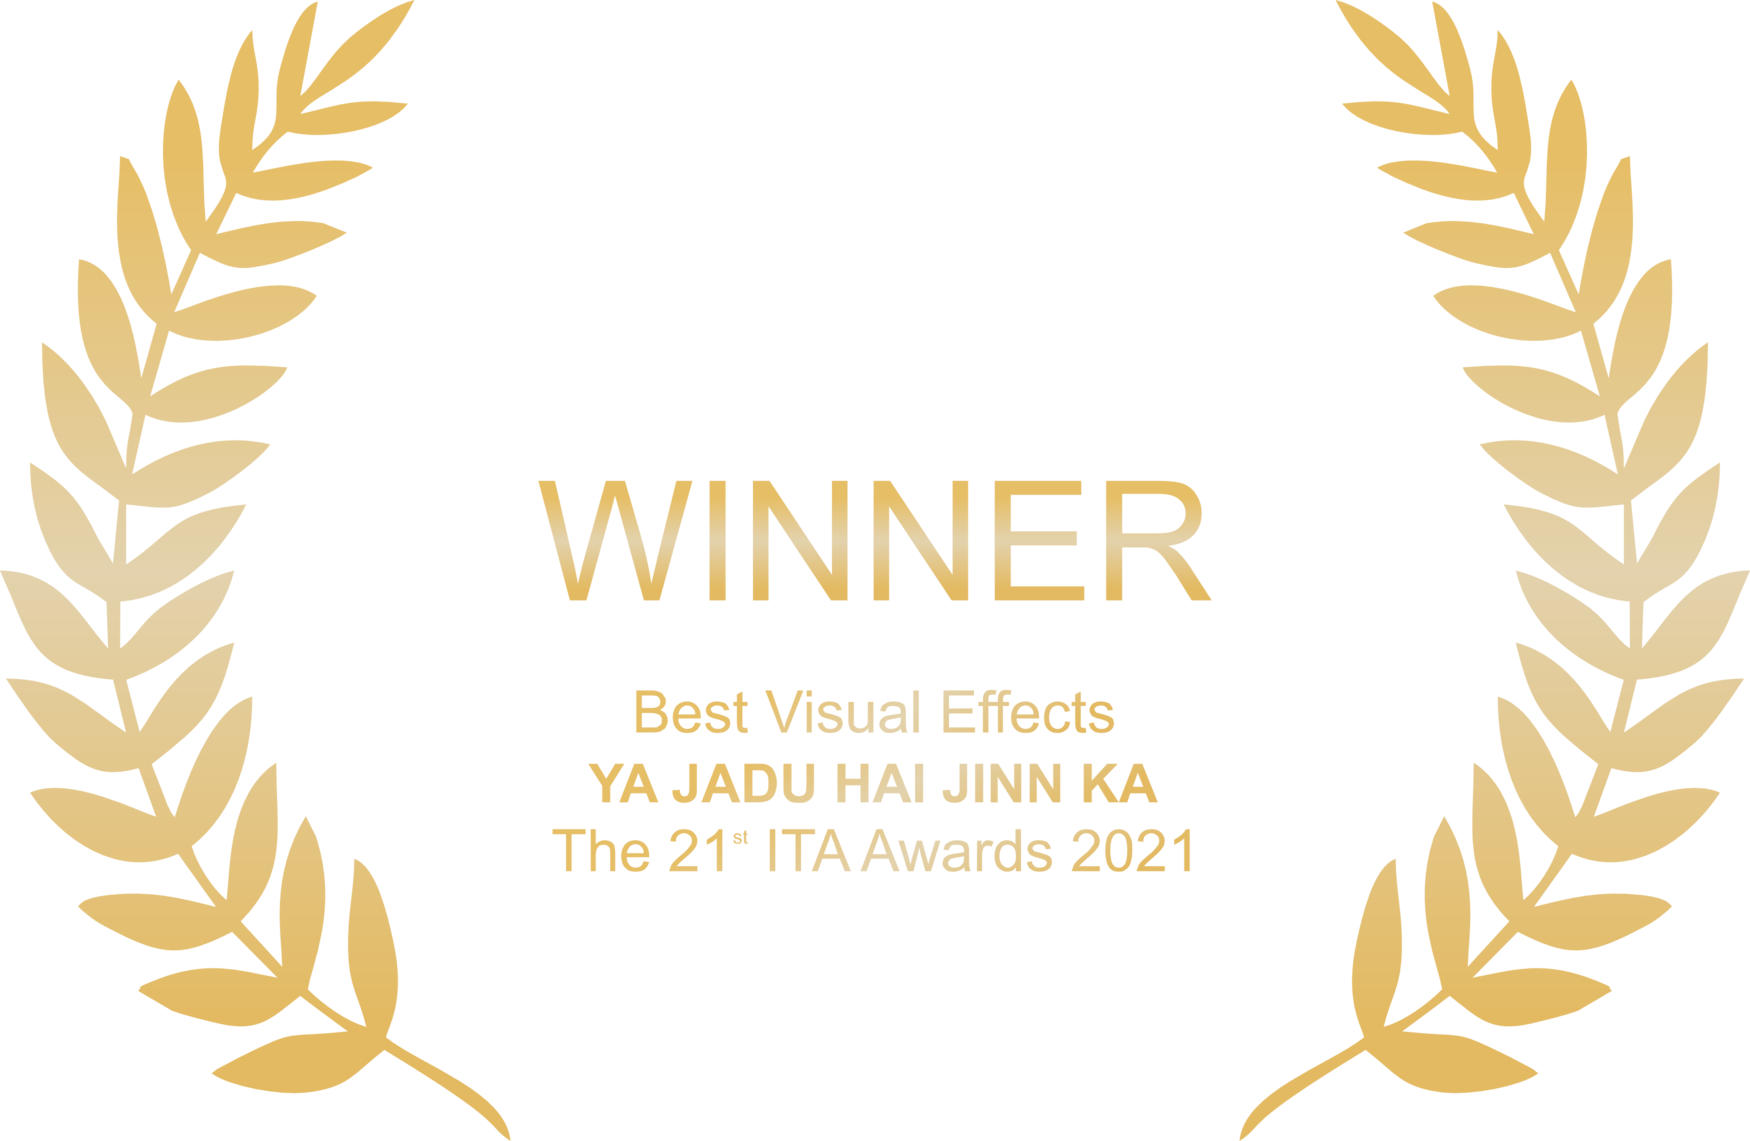 WINNER
Best Visual Effects
YA JADU HAI JINN KA
The 21st ITA Awards 2021